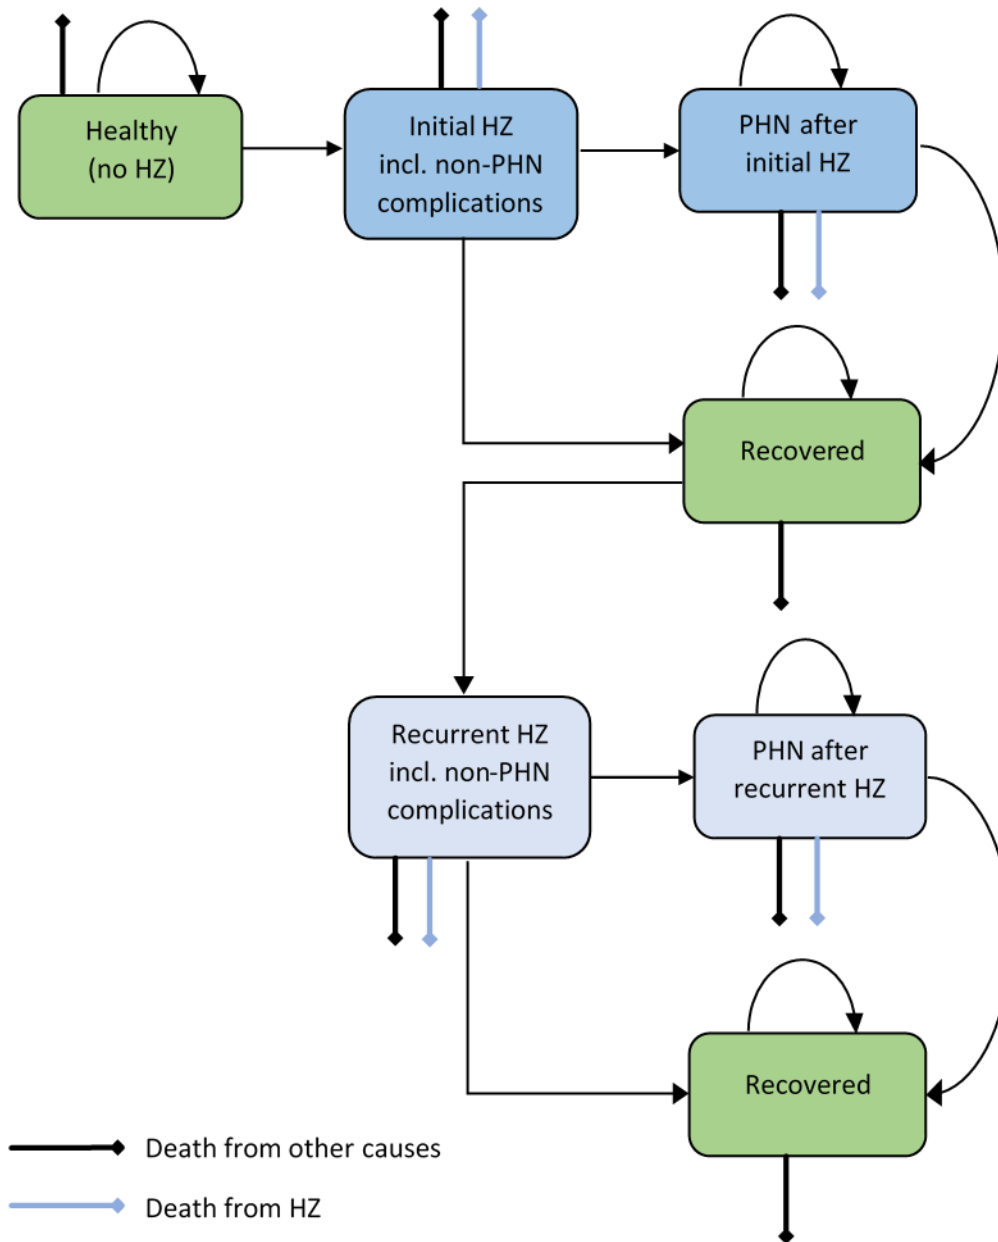 Healthy
(no HZ)
Initial HZ
incl. non-PHN
complications
PHN after
initial HZ
Recovered
Recurrent HZ
incl. non-PHN
complications
PHN after
recurrent HZ
Recovered
Death from other causes
Death from HZ